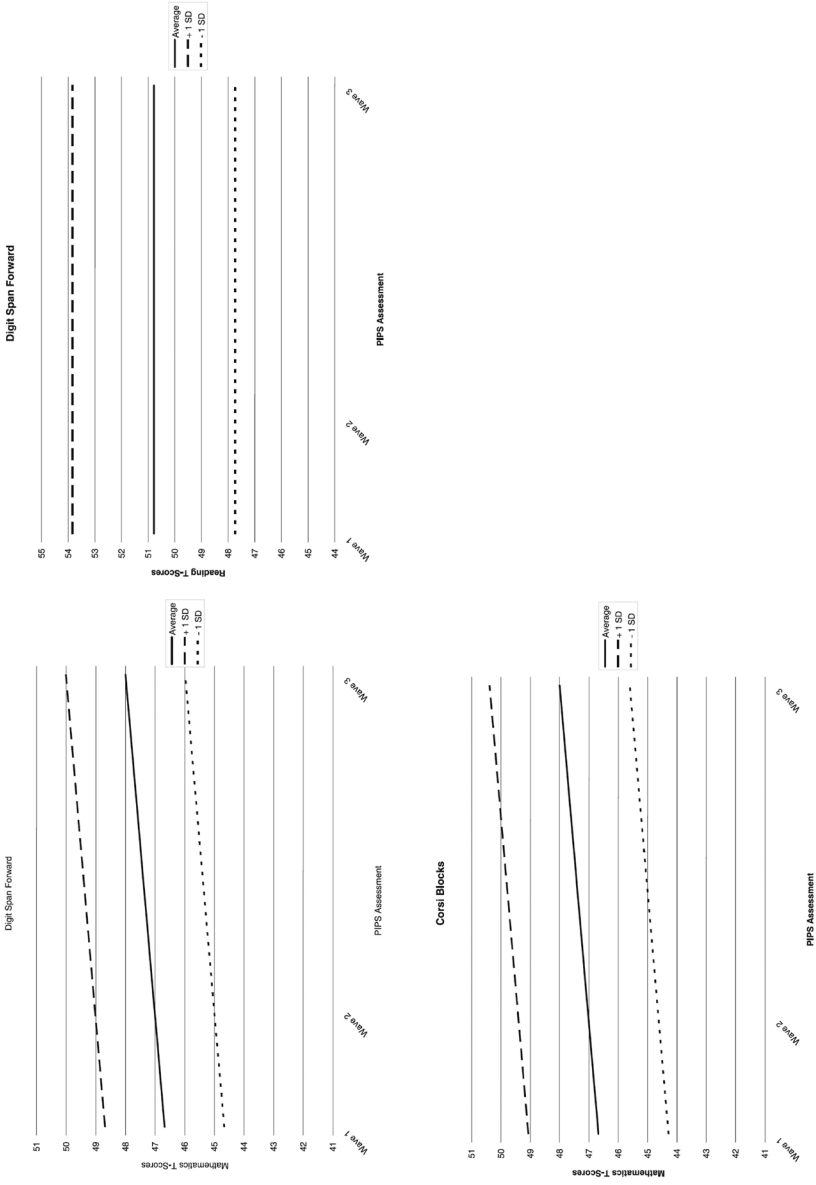 Digit Span Forward
51
50
49
48
47
46
45
44
43
42
41
Mathematics T-Scores
Wave 1
Wave 2
Wave 3
PIPS Assessment
Average
+ 1 SD
- 1 SD
Digit Span Forward
55
54
53
52
51
50
49
48
47
46
45
44
Reading T-Scores
Wave 1
Wave 2
Wave 3
PIPS Assessment
Average
+ 1 SD
- 1 SD
Corsi Blocks
51
50
49
48
47
46
45
44
43
42
41
Mathematics T-Scores
Wave 1
Wave 2
Wave 3
PIPS Assessment
Average
+ 1 SD
- 1 SD